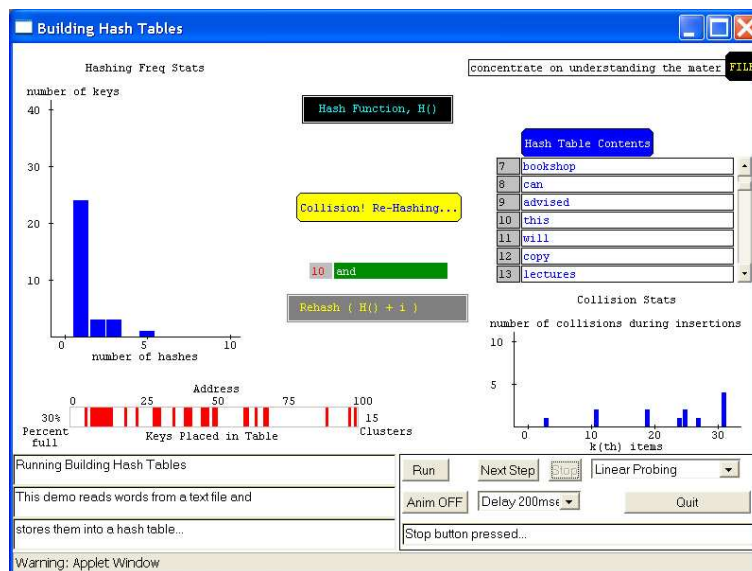 Building Hash Tables
Hashing Freq Stats
number of keys
40
30
20
10
0 5 10
number of hashes
concentrate on understanding the mater
FILE
Hash Function, H()
Collision! Re-Hashing...
10 and
Rehash ( H() + i )
Hash Table Contents
7 bookshop
8 can
9 advised
10 this
11 will
12 copy
13 lectures
Collision Stats
number of collisions during insertions
10
5
0 10 20 30
k(th) items
Address
0 25 50 75 100
30%
Percent
full
Keys Placed in Table
15
Clusters
Running Building Hash Tables
This demo reads words from a text file and
stores them into a hash table...
Run Next Step Stop Linear Probing
Anim OFF Delay 200mse Quit
Stop button pressed...
Warning: Applet Window